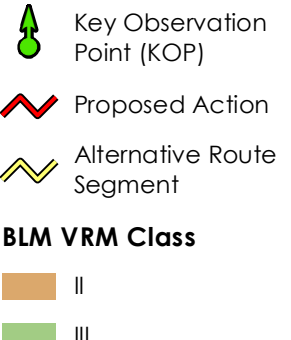 Key Observation
Point (KOP)
Proposed Action
Alternative Route
Segment
BLM VRM Class
II
III